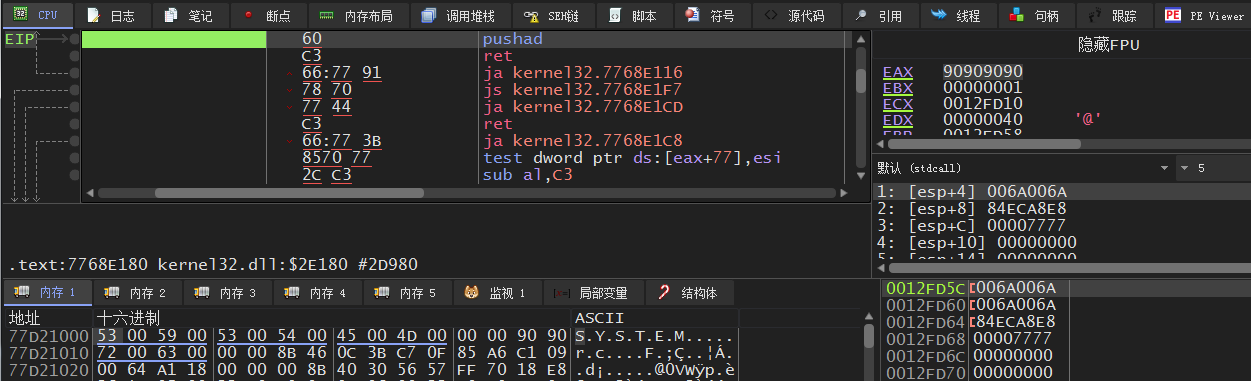 CPU 日志 笔记 断点 内存布局 调用堆栈 SEH链 脚本 符号 源代码 引用 线程 句柄 跟踪 PE Viewer
EIP
60 pushad
C3 ret
66:77 91 ja kernel32.7768E116
78 70 js kernel32.7768E1F7
77 44 ja kernel32.7768E1CD
C3 ret
66:77 3B ja kernel32.7768E1C8
8570 77 test dword ptr ds:[eax+77],esi
2C C3 sub al,C3
隐藏FPU
EAX 90909090
EBX 00000001
ECX 0012FD10
EDX 00000040 '@'
EBP 0012FD58
默认 (stdcall) 5
1: [esp+4] 006A006A
2: [esp+8] 84ECA8E8
3: [esp+C] 00007777
4: [esp+10] 00000000
5: [esp+14] 00000000
.text:7768E180 kernel32.dll:$2E180 #2D980
内存 1 内存 2 内存 3 内存 4 内存 5 监视 1 局部变量 结构体
地址 十六进制 ASCII
77D21000 53 00 59 00 53 00 54 00 45 00 4D 00 00 00 90 90 S.Y.S.T.E.M.....
77D21010 72 00 63 00 00 00 8B 46 0C 3B C7 0F 85 A6 C1 09 r.c....F.;Ç..¦Á.
77D21020 00 64 A1 18 00 00 00 8B 40 30 56 57 FF 70 18 E8 .d¡.....@0VWÿp.è
0012FD5C 006A006A
0012FD60 006A006A
0012FD64 84ECA8E8
0012FD68 00007777
0012FD6C 00000000
0012FD70 00000000